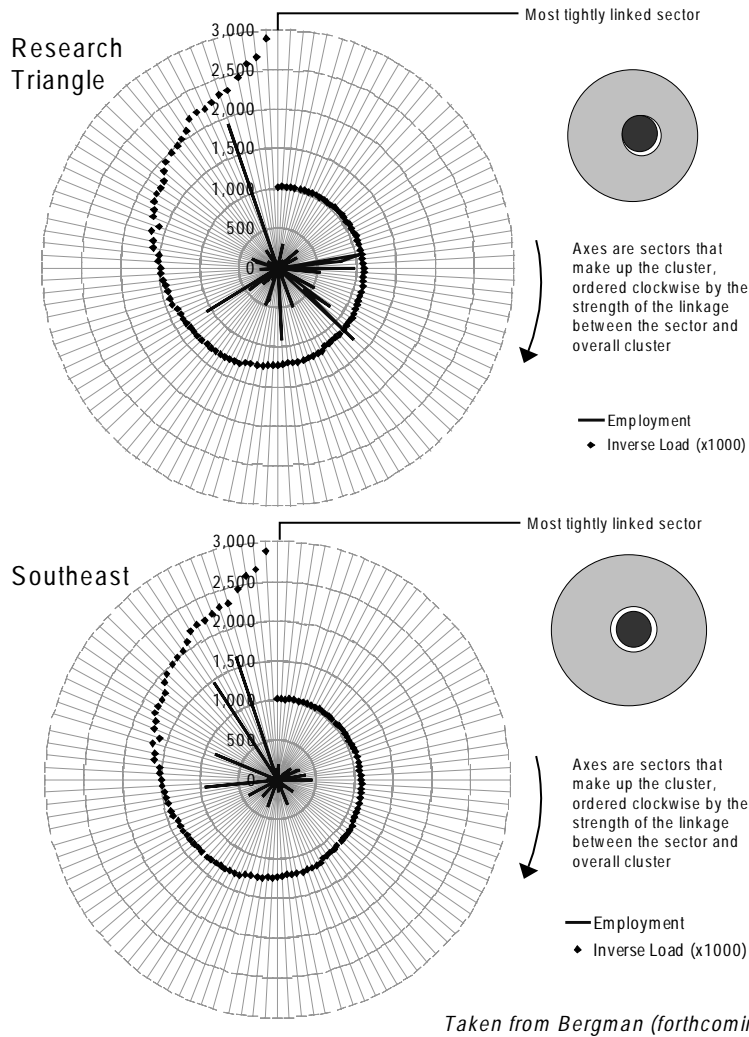 Most tightly linked sector
Research
Triangle
3,000
2,500
2,000
1,500
1,000
500
0
Axes are sectors that
make up the cluster,
ordered clockwise by the
strength of the linkage
between the sector and
overall cluster
Employment
Inverse Load (x1000)
Most tightly linked sector
Southeast
3,000
2,500
2,000
1,500
1,000
500
0
Axes are sectors that
make up the cluster,
ordered clockwise by the
strength of the linkage
between the sector and
overall cluster
Employment
Inverse Load (x1000)
Taken from Bergman